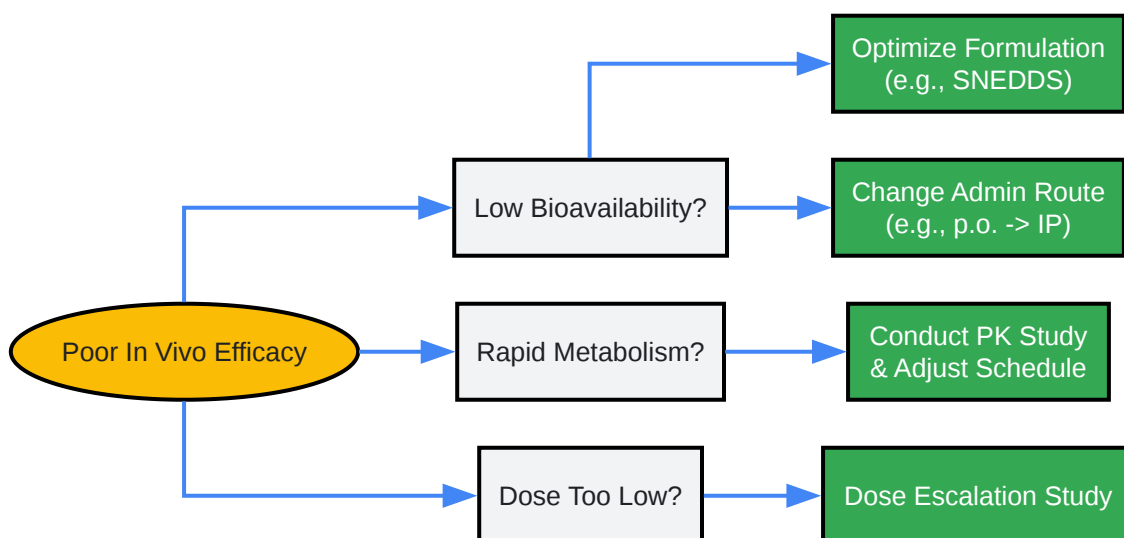 Optimize Formulation
(e.g., SNEDDS)
Low Bioavailability?
Change Admin Route
(e.g., p.o. -> IP)
Poor In Vivo Efficacy
Rapid Metabolism?
Conduct PK Study
& Adjust Schedule
Dose Too Low?
Dose Escalation Study